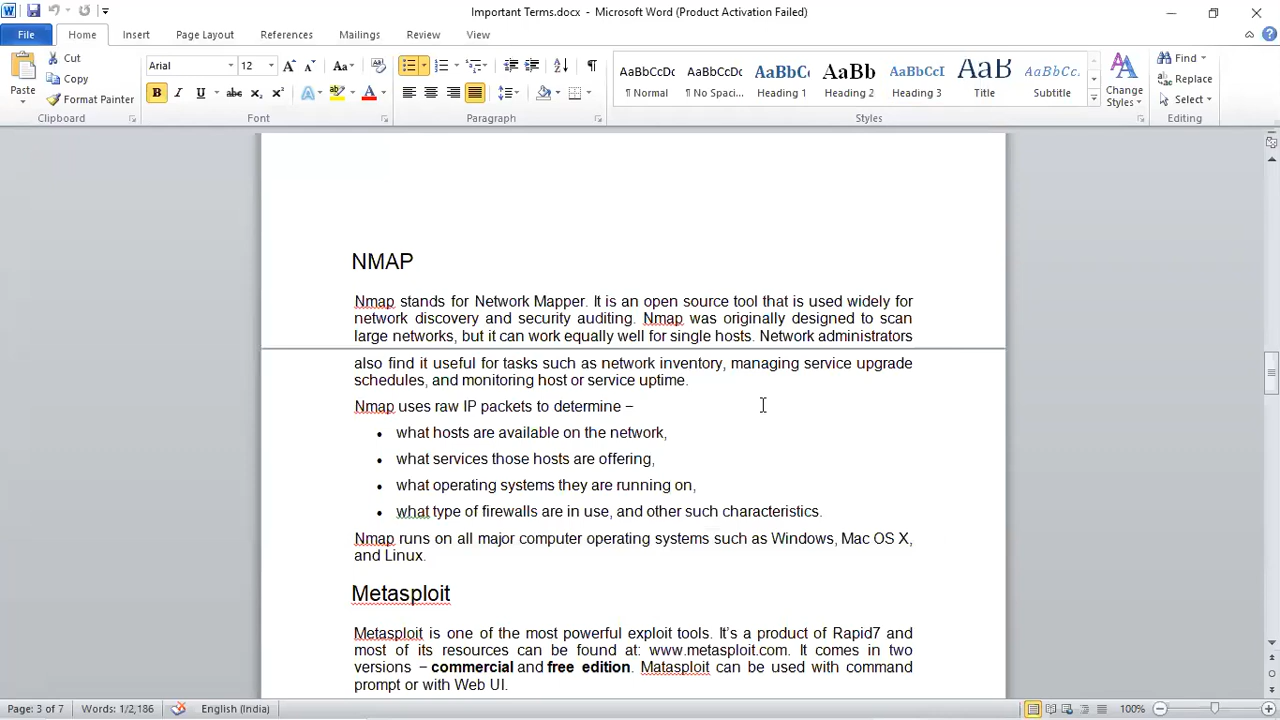 Important Terms.docx - Microsoft Word (Product Activation Failed)
File Home Insert Page Layout References Mailings Review View
Paste
Cut
Copy
Format Painter
Clipboard
Arial 12
Font
Paragraph
AaBbCcDc AaBbCcDc AaBbCc AaBbCc AaBbCcI AaB AaBbCc.
¶ Normal ¶ No Spaci... Heading 1 Heading 2 Heading 3 Title Subtitle
Styles
Change
Styles
Find
Replace
Select
Editing
NMAP
Nmap stands for Network Mapper. It is an open source tool that is used widely for
network discovery and security auditing. Nmap was originally designed to scan
large networks, but it can work equally well for single hosts. Network administrators
also find it useful for tasks such as network inventory, managing service upgrade
schedules, and monitoring host or service uptime.
Nmap uses raw IP packets to determine −
• what hosts are available on the network,
• what services those hosts are offering,
• what operating systems they are running on,
• what type of firewalls are in use, and other such characteristics.
Nmap runs on all major computer operating systems such as Windows, Mac OS X,
and Linux.
Metasploit
Metasploit is one of the most powerful exploit tools. It's a product of Rapid7 and
most of its resources can be found at: www.metasploit.com. It comes in two
versions − commercial and free edition. Matasploit can be used with command
prompt or with Web UI.
Page: 3 of 7 Words: 1/2,186 English (India) 100%